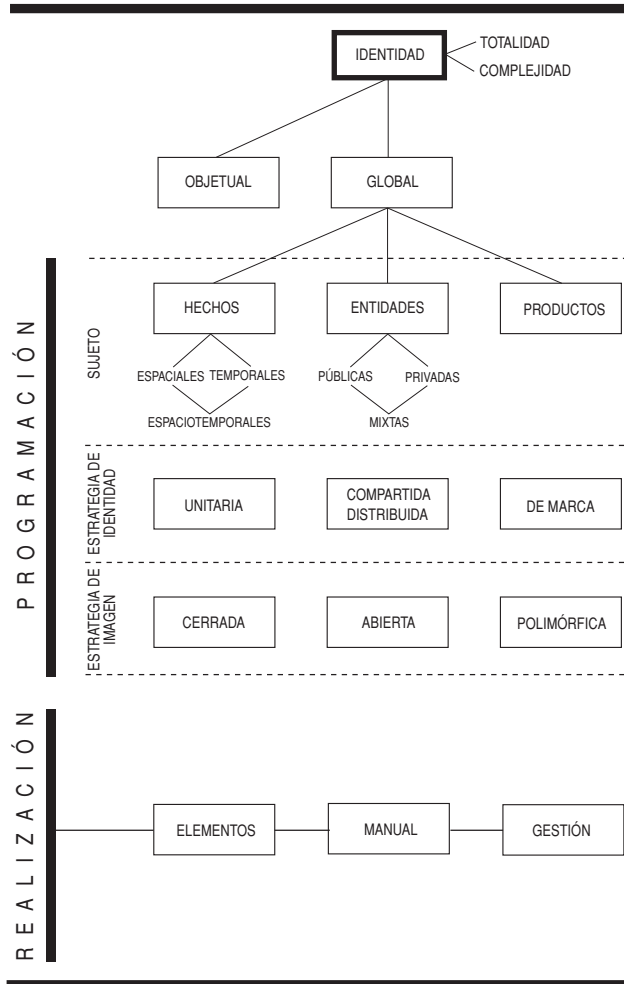 IDENTIDAD
TOTALIDAD
COMPLEJIDAD
OBJETUAL
GLOBAL
PROGRAMACIÓN
SUJETO
HECHOS
ENTIDADES
PRODUCTOS
ESPACIALES
TEMPORALES
ESPACIOTEMPORALES
PÚBLICAS
PRIVADAS
MIXTAS
ESTRATEGIA DE
IDENTIDAD
UNITARIA
COMPARTIDA
DISTRIBUIDA
DE MARCA
ESTRATEGIA DE
IMAGEN
CERRADA
ABIERTA
POLIMÓRFICA
REALIZACIÓN
ELEMENTOS
MANUAL
GESTIÓN